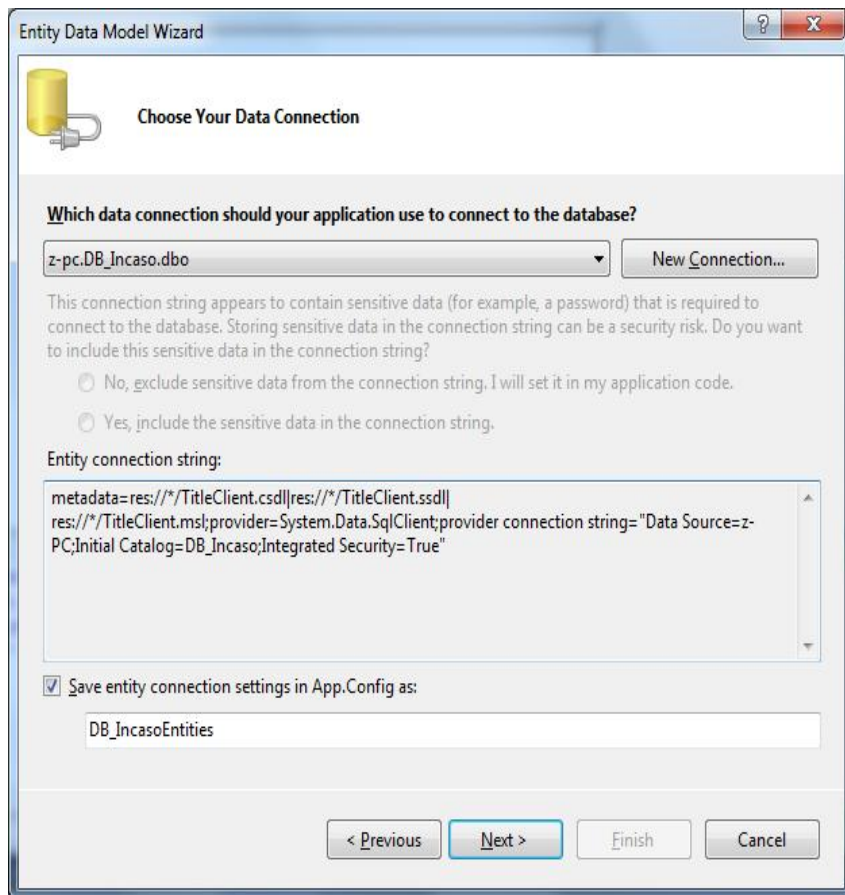 Entity Data Model Wizard
Choose Your Data Connection
Which data connection should your application use to connect to the database?
z-pc.DB_Incaso.dbo
New Connection...
This connection string appears to contain sensitive data (for example, a password) that is required to
connect to the database. Storing sensitive data in the connection string can be a security risk. Do you want
to include this sensitive data in the connection string?
No, exclude sensitive data from the connection string. I will set it in my application code.
Yes, include the sensitive data in the connection string.
Entity connection string:
metadata=res://*/TitleClient.csdl|res://*/TitleClient.ssdl|
res://*/TitleClient.msl;provider=System.Data.SqlClient;provider connection string="Data Source=z-
PC;Initial Catalog=DB_Incaso;Integrated Security=True"
Save entity connection settings in App.Config as:
DB_IncasoEntities
< Previous
Next >
Finish
Cancel